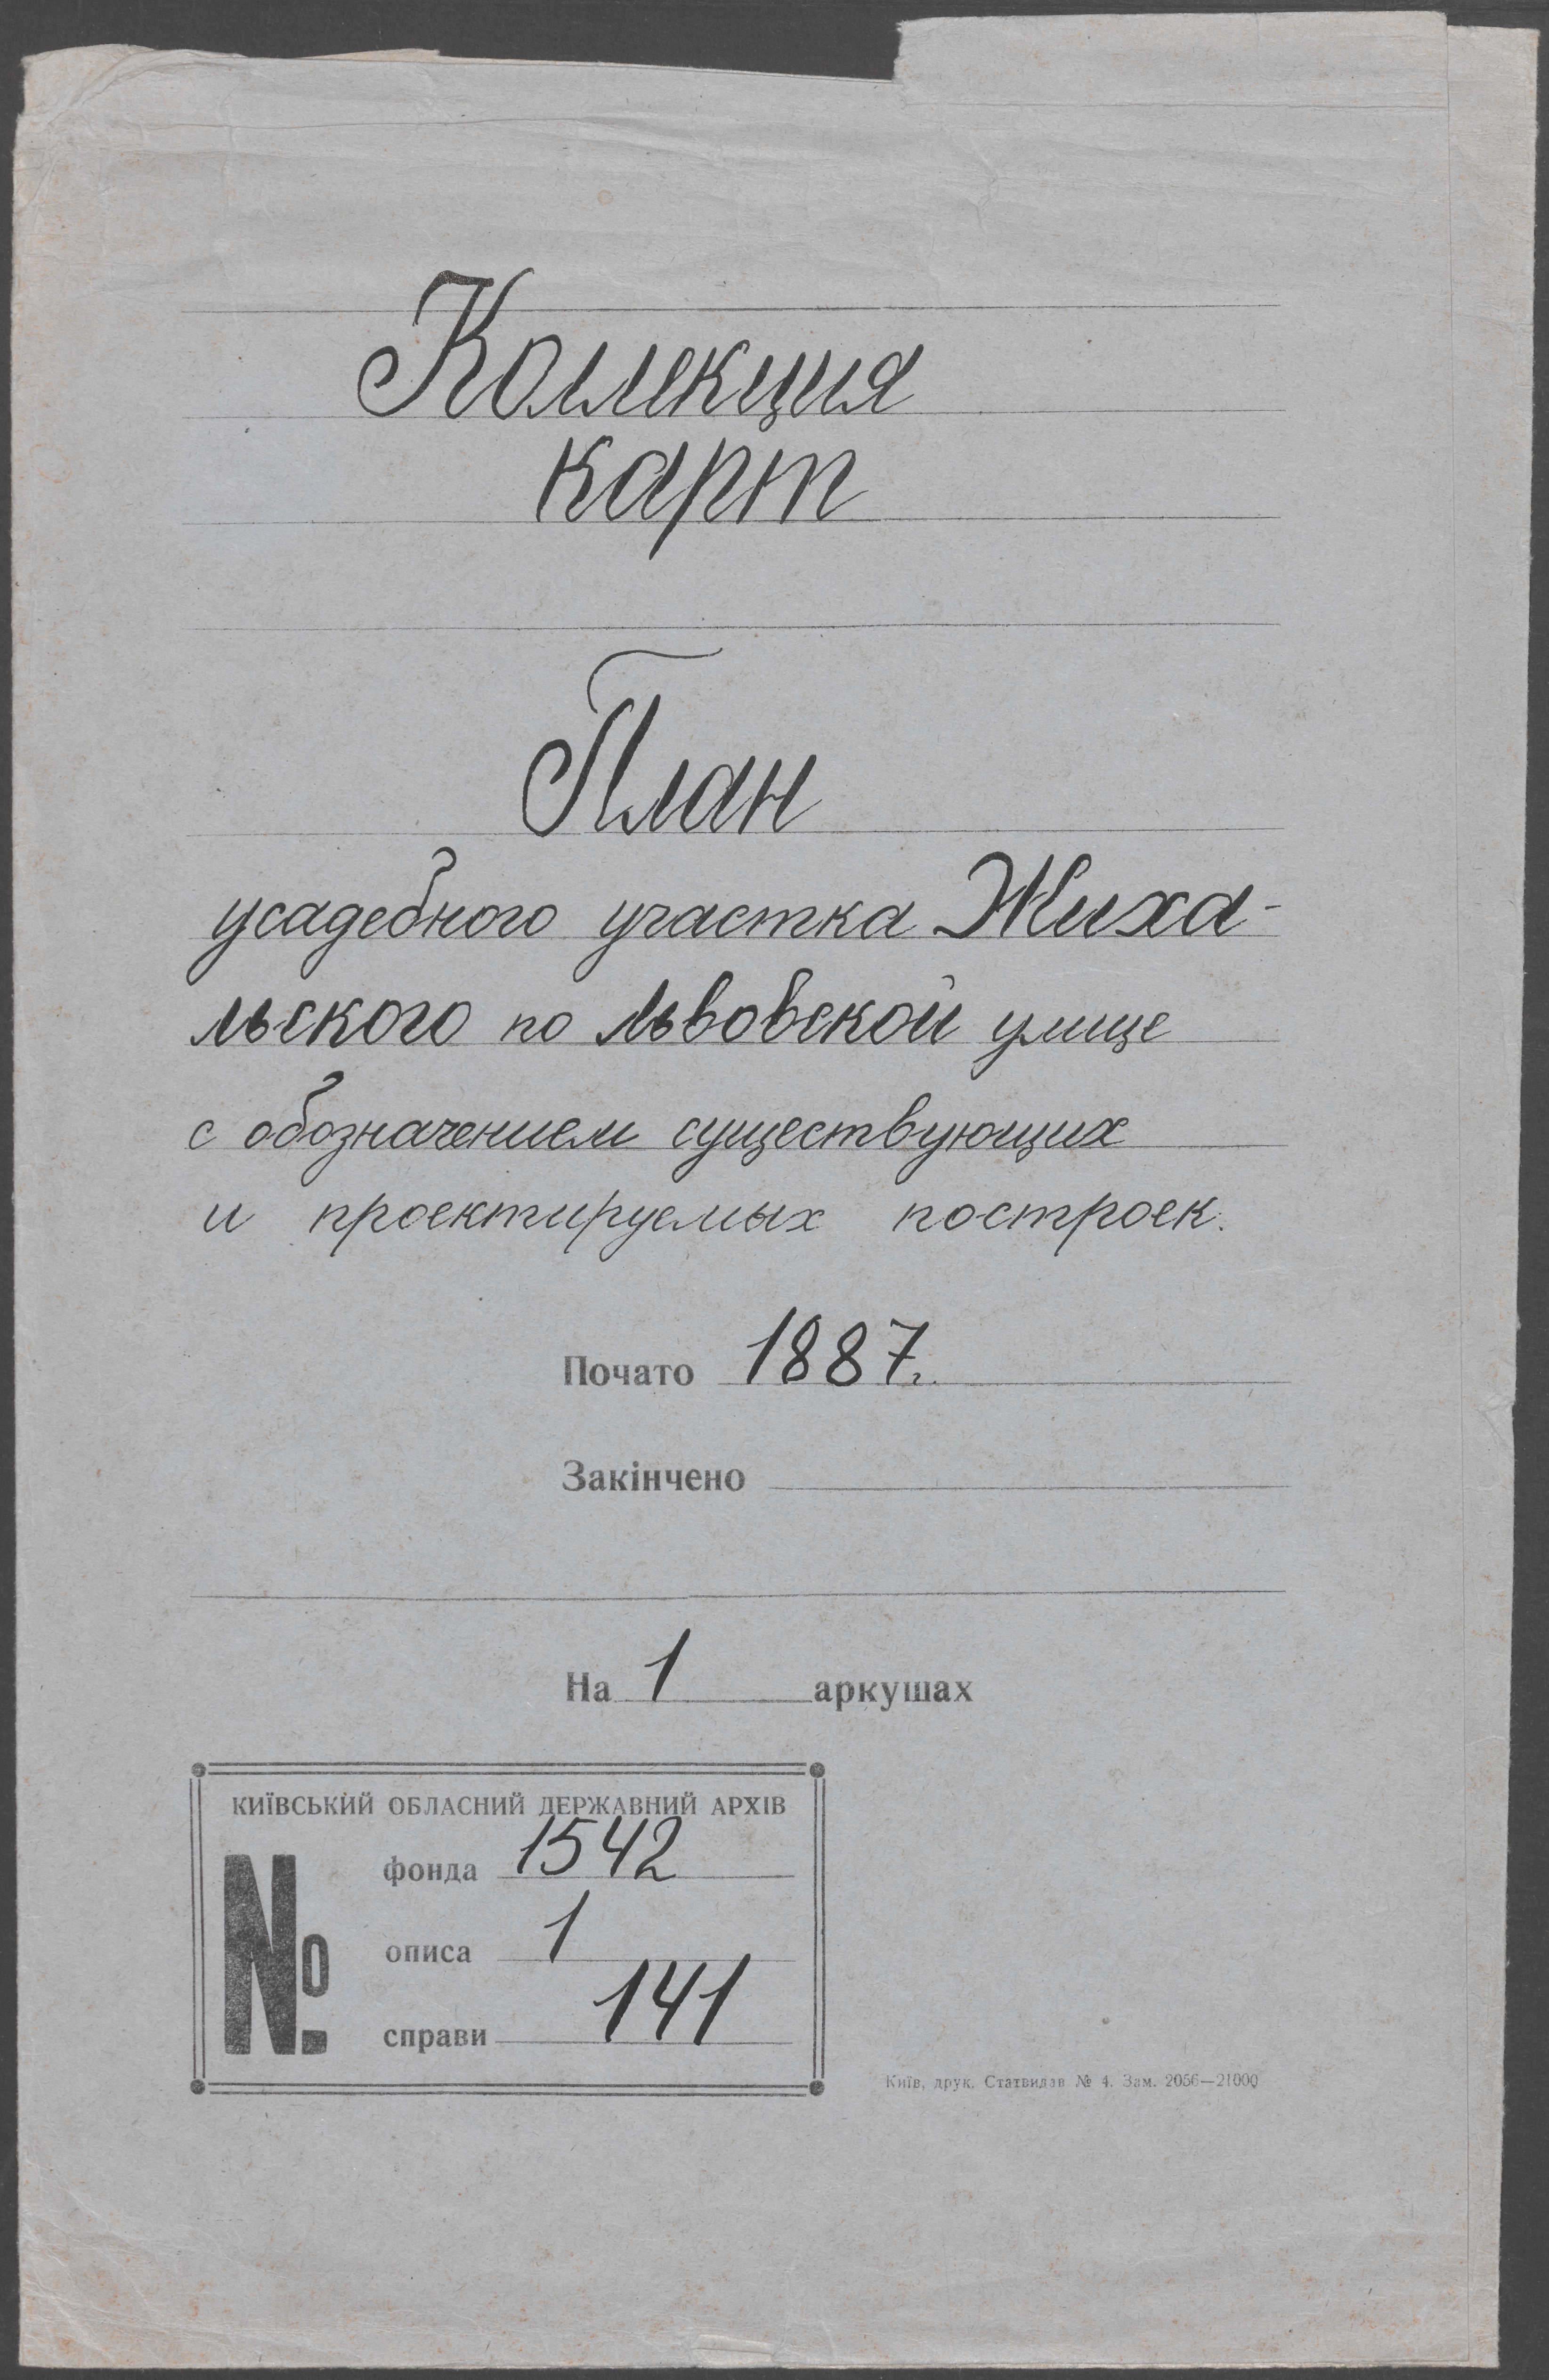 Коллекция
карт
План
усадебного участка Жиха-
льского по Львовской улице
с обозначением существующих
и проектируемых построек.
Почато 1887.
Закінчено
На 1 аркушах
КИЇВСЬКИЙ ОБЛАСНИЙ ДЕРЖАВНИЙ АРХІВ
№
фонда 1542
описа 1
справи 141
Київ, друк. Статвидав № 4. Зам. 2056—21000